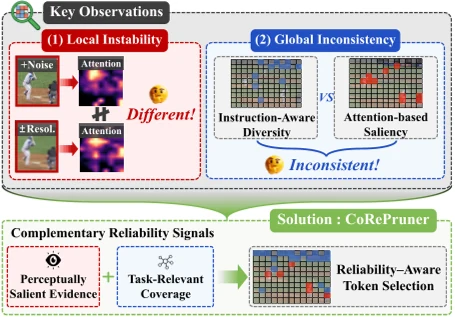 Key Observations
(1) Local Instability
+Noise
Attention
Different!
±Resol.
Attention
(2) Global Inconsistency
VS
Instruction-Aware
Diversity
Attention-based
Saliency
Inconsistent!
Solution : CoRePruner
Complementary Reliability Signals
Perceptually
Salient Evidence
+
Task-Relevant
Coverage
Reliability–Aware
Token Selection